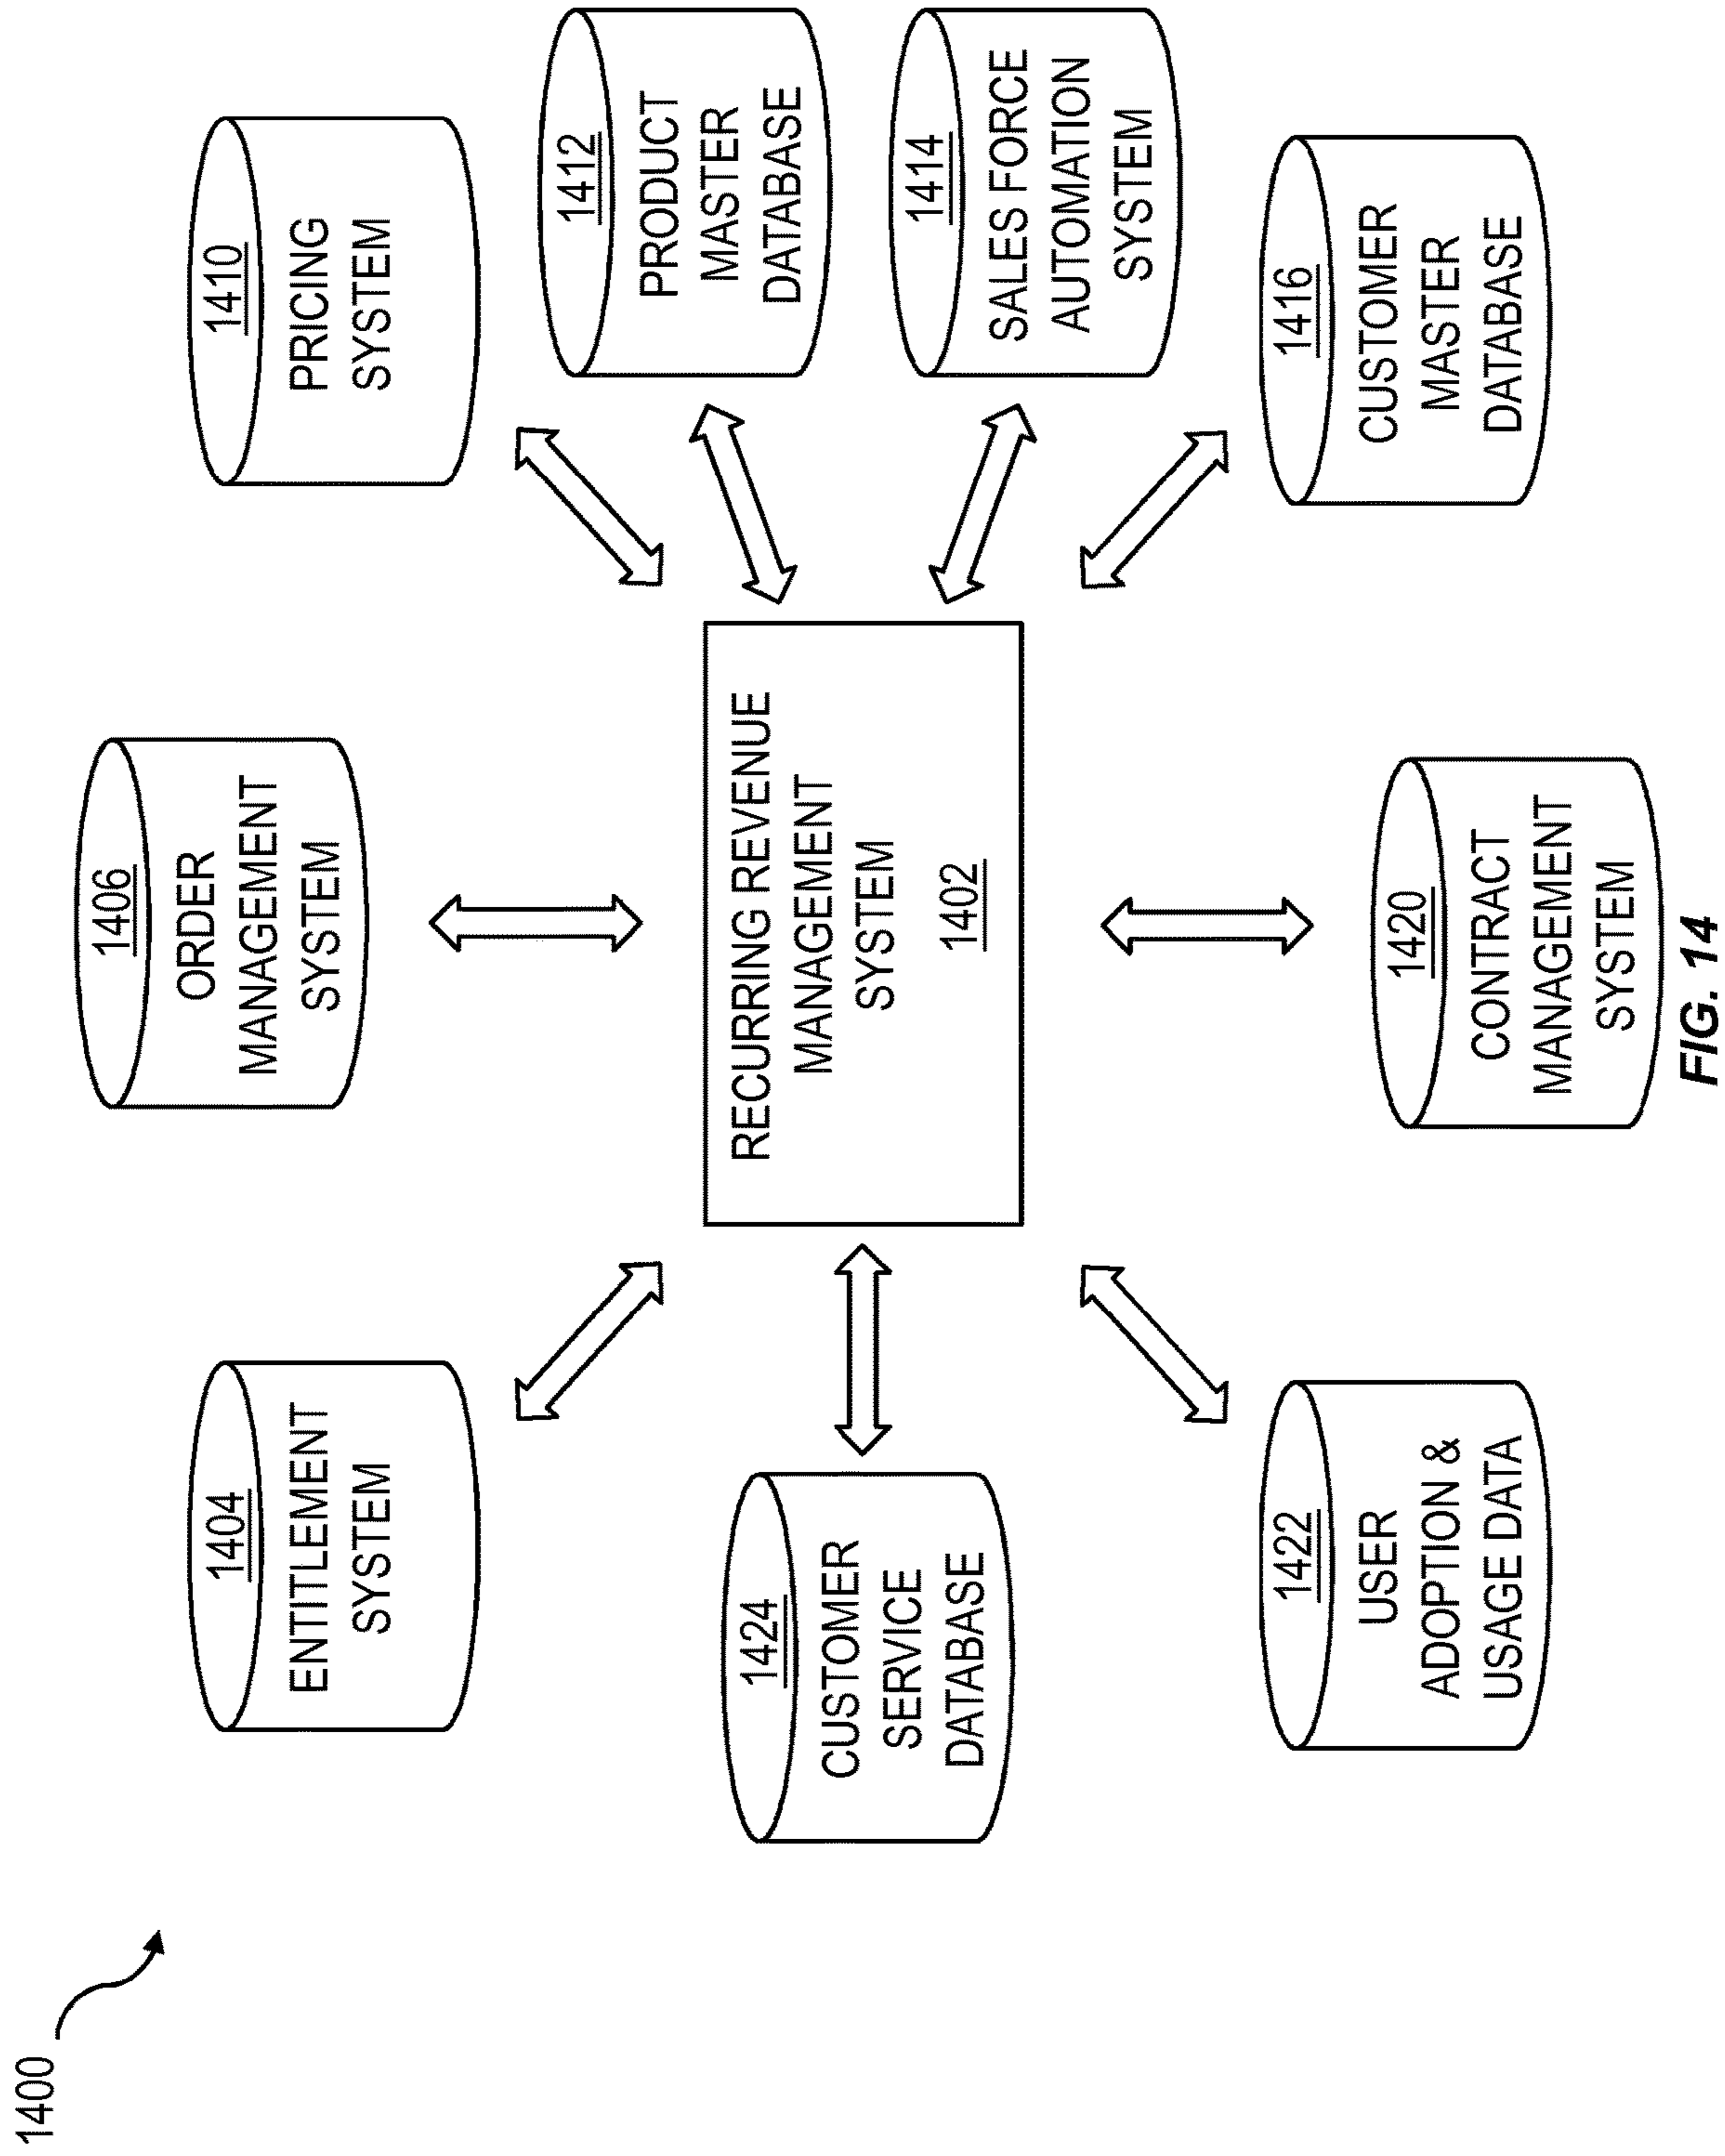 1400
1404
ENTITLEMENT
SYSTEM
1406
ORDER
MANAGEMENT
SYSTEM
1410
PRICING
SYSTEM
1412
PRODUCT
MASTER
DATABASE
1424
CUSTOMER
SERVICE
DATABASE
RECURRING REVENUE
MANAGEMENT
SYSTEM
1402
1414
SALES FORCE
AUTOMATION
SYSTEM
1422
USER
ADOPTION &
USAGE DATA
1420
CONTRACT
MANAGEMENT
SYSTEM
1416
CUSTOMER
MASTER
DATABASE
FIG. 14